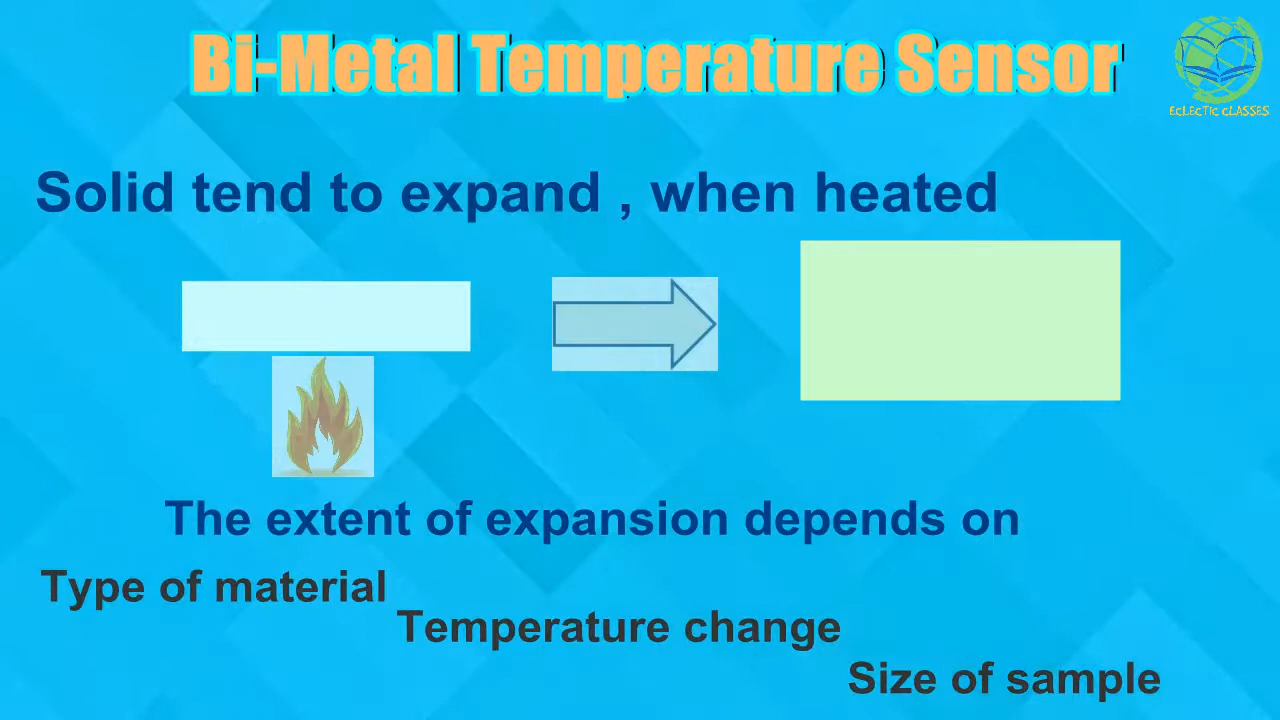 Bi-Metal Temperature Sensor
ECLECTIC CLASSES
Solid tend to expand , when heated
The extent of expansion depends on
Type of material
Temperature change
Size of sample